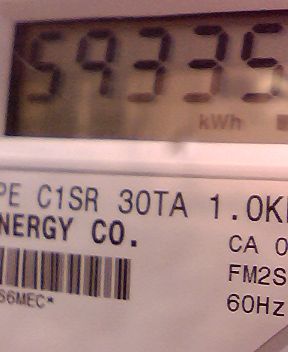 59335
kWh
PE C1SR 30TA 1.0K
NERGY CO.
CA 0
FM2S
S6MEC*
60Hz